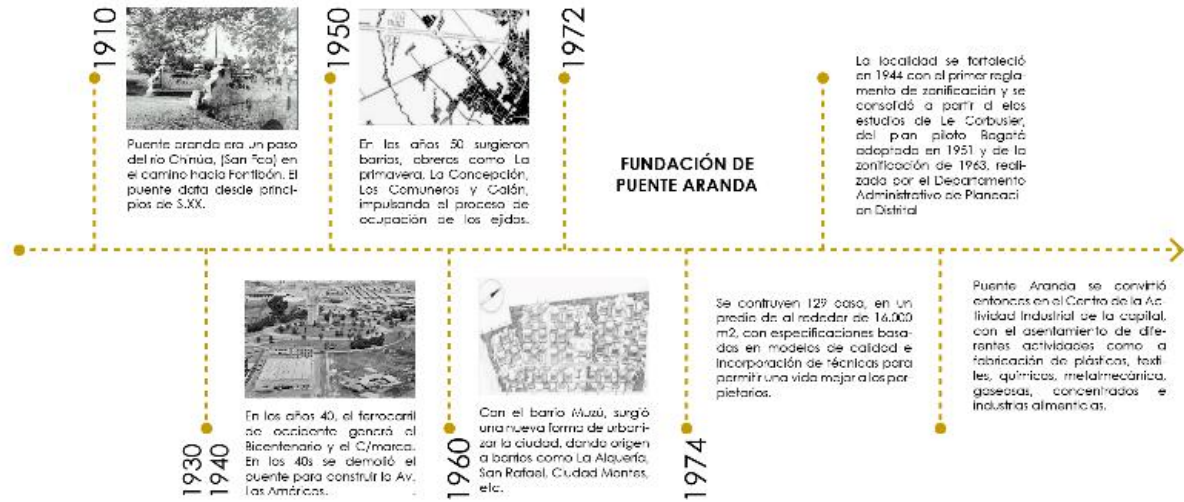 1910
Puente aranda era un paso
del río Chinúa, (San Fco) en
el camino hacia Fontibón. El
puente data desde princi-
pios de S.XX.
1930
1940
En los años 40, el ferrocarril
de occidente generó el
Bicentenario y el C/marca.
En los 40s se demolió el
puente para construir la Av.
Las Américas.
1950
En los años 50 surgieron
barrios, obreros como La
primavera, La Concepción,
Los Comuneros y Galán,
impulsando el proceso de
ocupación de los ejidos.
1960
Con el barrio Muzú, surgió
una nueva forma de urbani-
zar la ciudad, dando origen
a barrios como La Alquería,
San Rafael, Ciudad Montes,
etc.
1972
FUNDACIÓN DE
PUENTE ARANDA
1974
Se contruven 129 casa, en un
predio de al rededor de 16.000
m2, con especificaciones basa-
das en modelos de calidad e
incorporación de técnicas para
permitir una vida mejor a los por-
pietarios.
La localidad se fortaleció
en 1944 con el primer regla-
mento de zonificación y se
consolidó a partir d elos
estudios de Le Corbusier,
del plan piloto Bogotá
adoptado en 1951 y de la
zonificación de 1963, reali-
zada por el Departamento
Administrativo de Planeaci
on Distrital
Puente Aranda se convirtió
entonces en el Centro de la Ac-
tividad Industrial de la capital,
con el asentamiento de dife-
rentes actividades como a
fabricación de plásticos, texti-
les, químicos, metalmecánica,
gaseosas, concentrados e
industrias alimenticias.